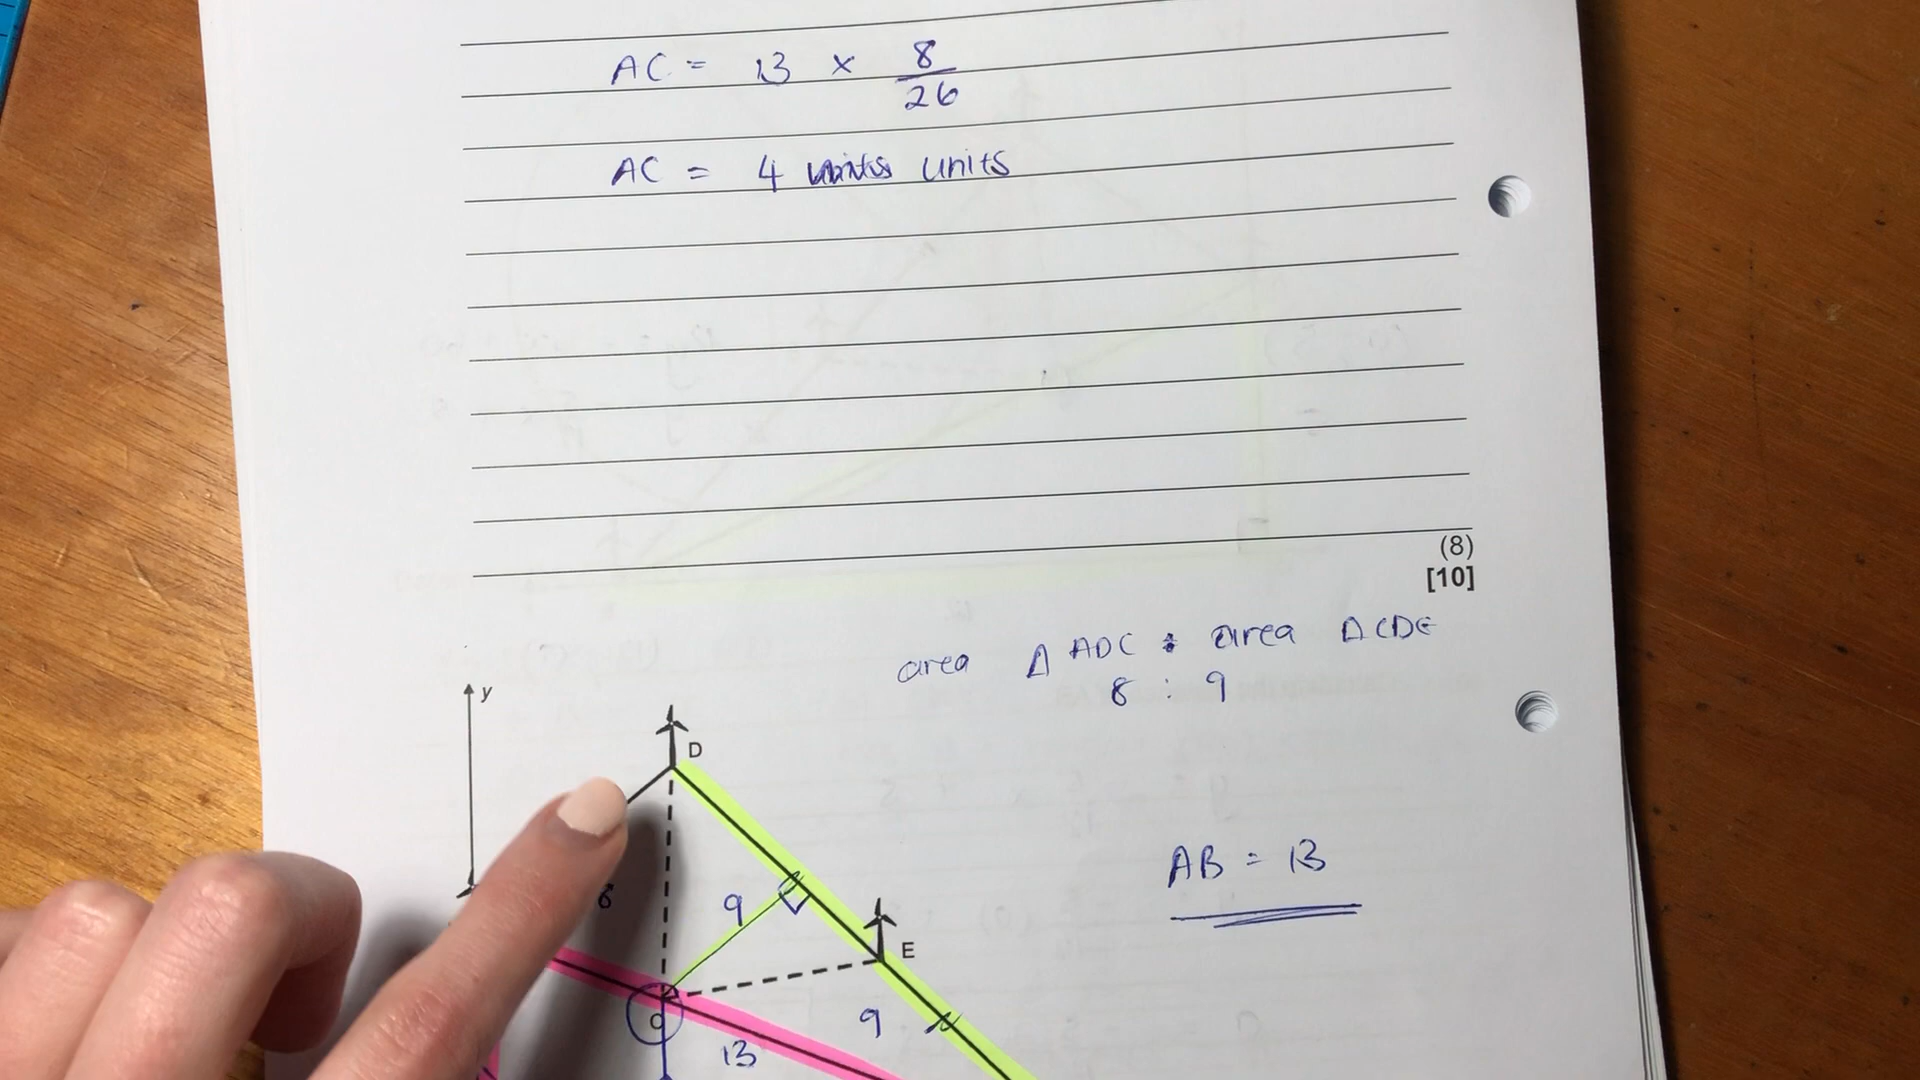 AC = 13 × 8/26
AC = 4 units units
(8)
[10]
area Δ ADC : area Δ CDE
8 : 9
y
D
AB = 13
8
9
E
C
9
13